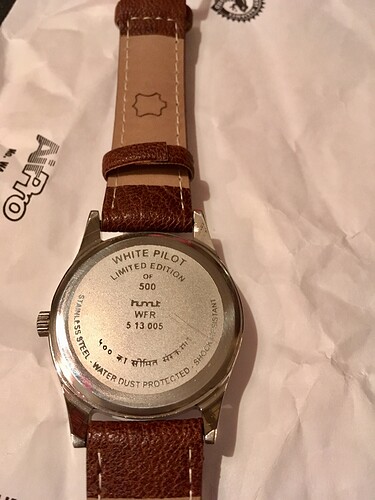 WHITE PILOT
LIMITED EDITION
OF
500
hmt
WFR
5 13 005
५०० का सीमित संस्करण
STAINLESS STEEL - WATER DUST PROTECTED - SHOCK RESISTANT